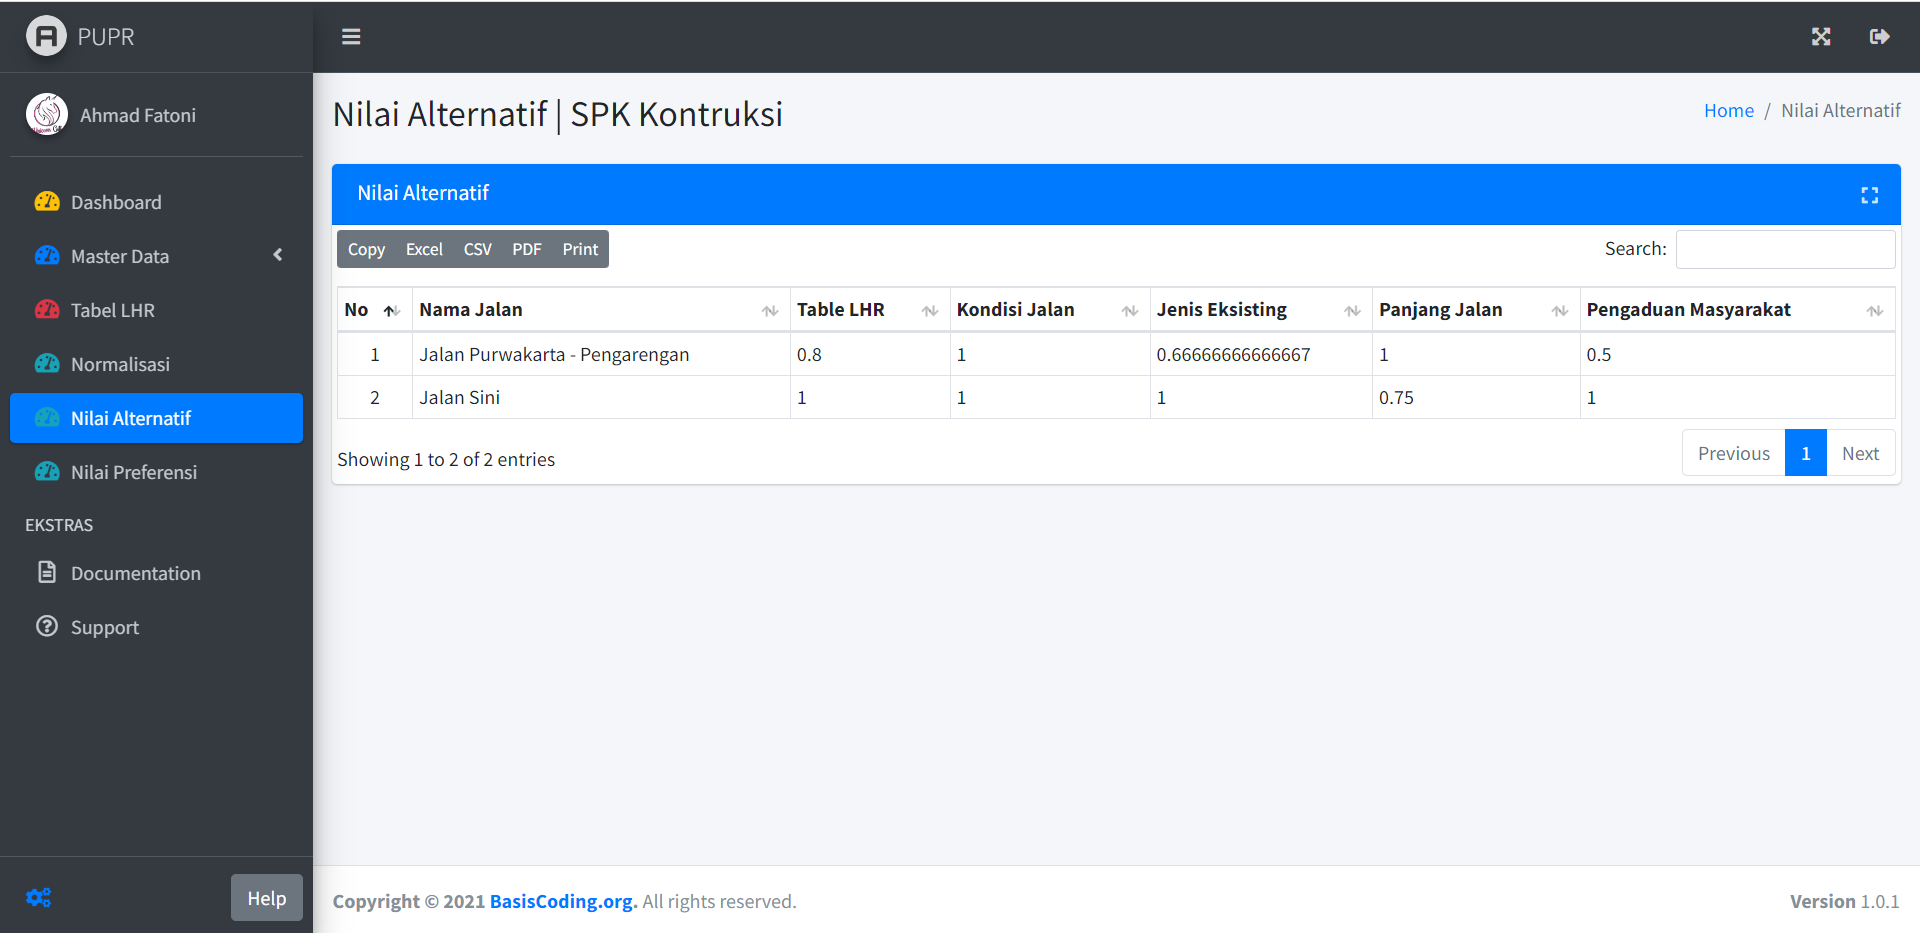 PUPR
Ahmad Fatoni
Dashboard
Master Data
Tabel LHR
Normalisasi
Nilai Alternatif
Nilai Preferensi
EKSTRAS
Documentation
Support
Help
Nilai Alternatif | SPK Kontruksi
Home / Nilai Alternatif
Nilai Alternatif
Copy Excel CSV PDF Print
Search:
No Nama Jalan Table LHR Kondisi Jalan Jenis Eksisting Panjang Jalan Pengaduan Masyarakat
1 Jalan Purwakarta - Pengarengan 0.8 1 0.66666666666667 1 0.5
2 Jalan Sini 1 1 1 0.75 1
Showing 1 to 2 of 2 entries
Previous 1 Next
Copyright © 2021 BasisCoding.org. All rights reserved.
Version 1.0.1